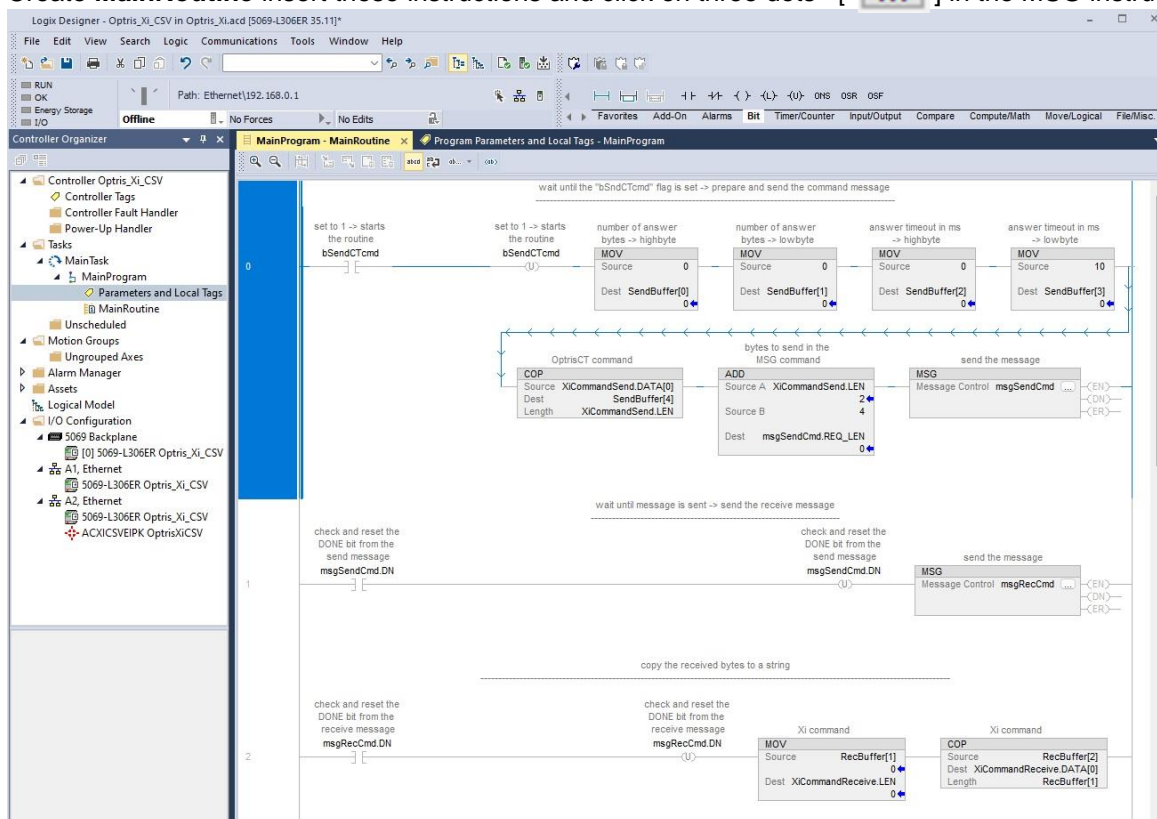 Logix Designer - Optris_Xi_CSV in Optris_Xi.acd [5069-L306ER 35.11]*
File Edit View Search Logic Communications Tools Window Help
RUN
OK
Energy Storage
I/O
Path: Ethernet\192.168.0.1
Offline
No Forces
No Edits
(L) (U) ONS OSR OSF
Favorites Add-On Alarms Bit Timer/Counter Input/Output Compare Compute/Math Move/Logical File/Misc.
Controller Organizer
MainProgram - MainRoutine
Program Parameters and Local Tags - MainProgram
Controller Optris_Xi_CSV
Controller Tags
Controller Fault Handler
Power-Up Handler
Tasks
MainTask
MainProgram
Parameters and Local Tags
MainRoutine
Unscheduled
Motion Groups
Ungrouped Axes
Alarm Manager
Assets
Logical Model
I/O Configuration
5069 Backplane
[0] 5069-L306ER Optris_Xi_CSV
A1, Ethernet
5069-L306ER Optris_Xi_CSV
A2, Ethernet
5069-L306ER Optris_Xi_CSV
ACXICSVEIPK OptrisXiCSV
wait until the "bSndCTcmd" flag is set -> prepare and send the command message
0
set to 1 -> starts
the routine
bSendCTcmd
set to 1 -> starts
the routine
bSendCTcmd
(U)
number of answer
bytes -> highbyte
MOV
Source 0
Dest SendBuffer[0]
0
number of answer
bytes -> lowbyte
MOV
Source 0
Dest SendBuffer[1]
0
answer timeout in ms
-> highbyte
MOV
Source 0
Dest SendBuffer[2]
0
answer timeout in ms
-> lowbyte
MOV
Source 10
Dest SendBuffer[3]
0
OptrisCT command
COP
Source XiCommandSend.DATA[0]
Dest SendBuffer[4]
Length XiCommandSend.LEN
bytes to send in the
MSG command
ADD
Source A XiCommandSend.LEN
2
Source B 4
Dest msgSendCmd.REQ_LEN
0
send the message
MSG
Message Control msgSendCmd ...
(EN)
(DN)
(ER)
wait until message is sent -> send the receive message
1
check and reset the
DONE bit from the
send message
msgSendCmd.DN
check and reset the
DONE bit from the
send message
msgSendCmd.DN
(U)
send the message
MSG
Message Control msgRecCmd ...
(EN)
(DN)
(ER)
copy the received bytes to a string
2
check and reset the
DONE bit from the
receive message
msgRecCmd.DN
check and reset the
DONE bit from the
receive message
msgRecCmd.DN
(U)
Xi command
MOV
Source RecBuffer[1]
0
Dest XiCommandReceive.LEN
0
Xi command
COP
Source RecBuffer[2]
Dest XiCommandReceive.DATA[0]
Length RecBuffer[1]